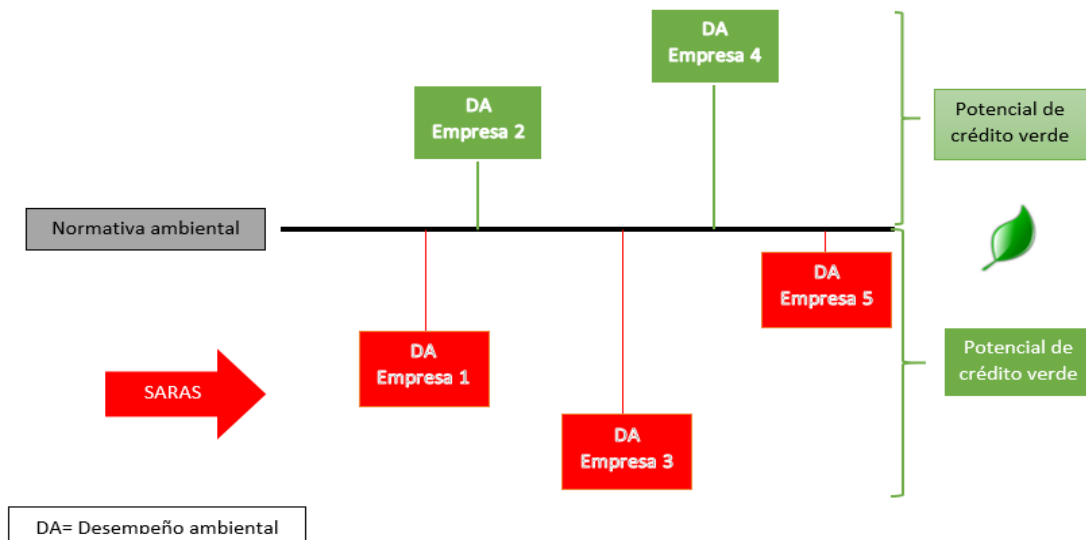 DA
Empresa 4
DA
Empresa 2
Potencial de
crédito verde
Normativa ambiental
DA
Empresa 5
DA
Empresa 1
Potencial de
crédito verde
SARAS
DA
Empresa 3
DA= Desempeño ambiental